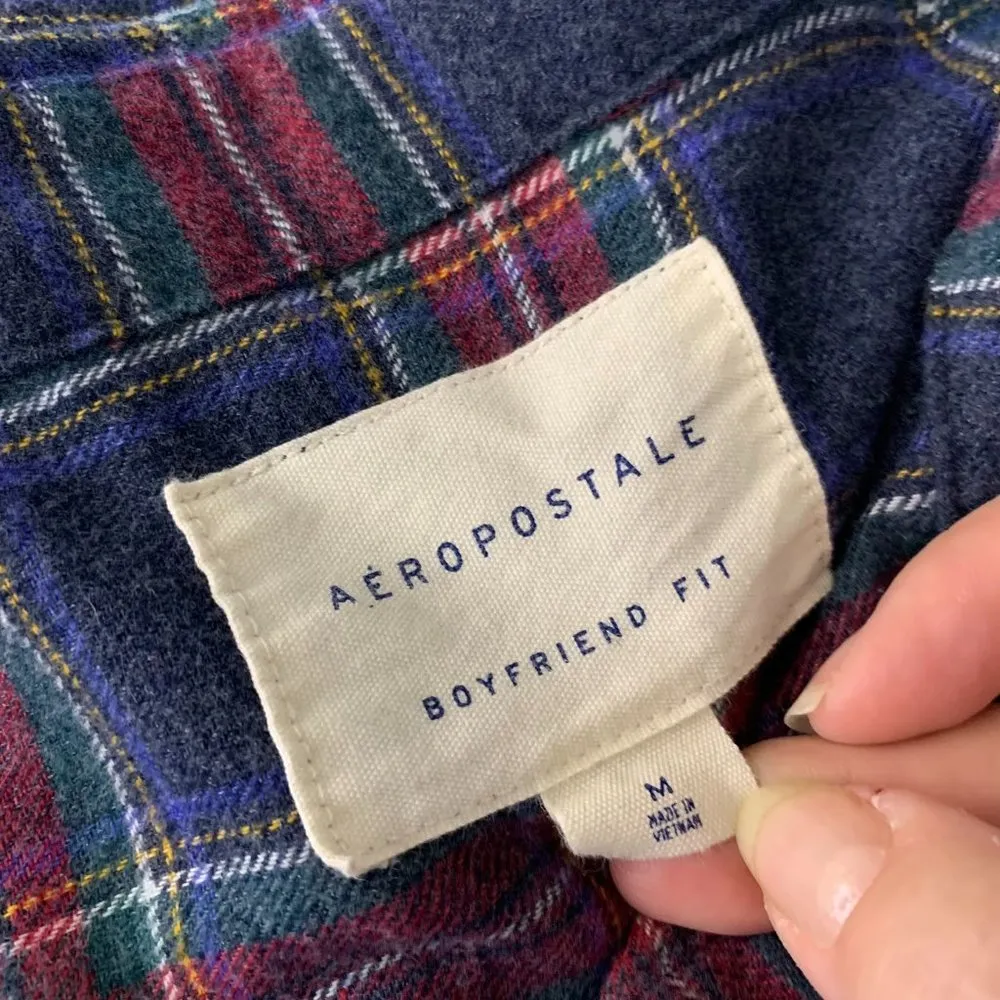 AÉROPOSTALE
BOYFRIEND FIT
M
MADE IN
VIETNAM